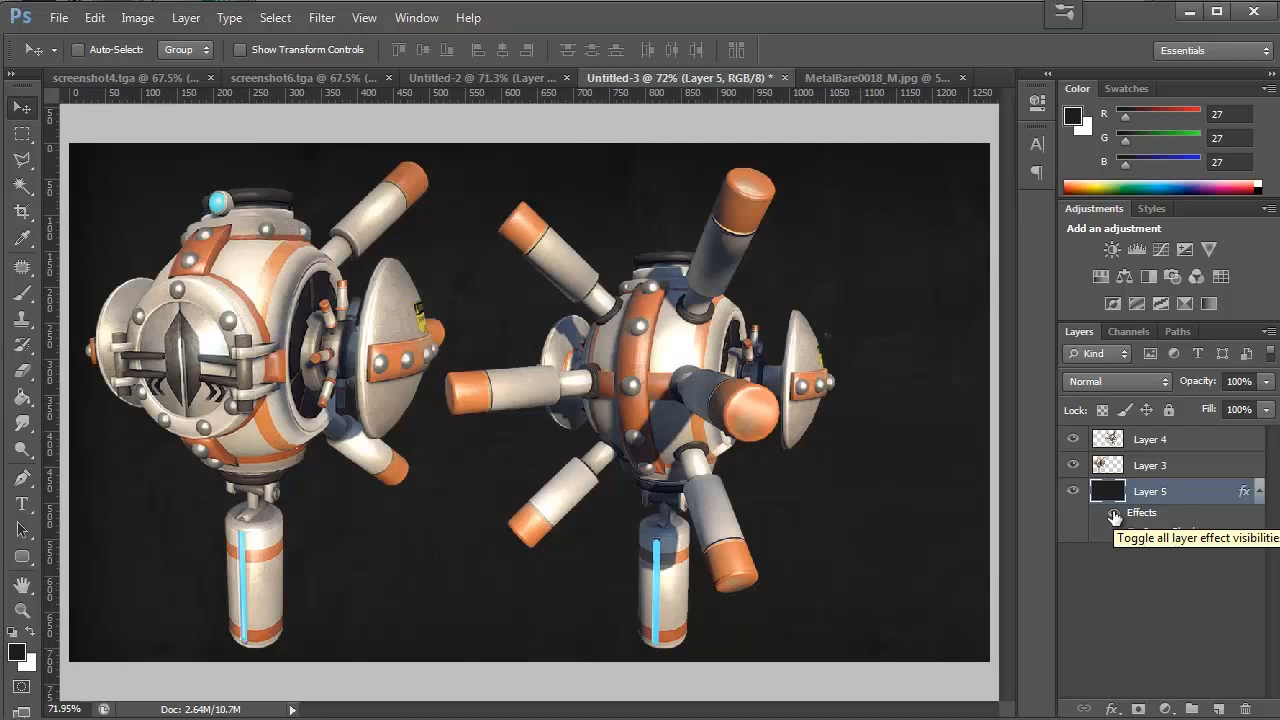 Ps File Edit Image Layer Type Select Filter View Window Help
Auto-Select: Group Show Transform Controls Essentials
screenshot4.tga @ 67.5% (... × screenshot6.tga @ 67.5% (... × Untitled-2 @ 71.3% (Layer ... × Untitled-3 @ 72% (Layer 5, RGB/8) * × MetalBare0018_M.jpg @ 5... ×
0 50 100 150 200 250 300 350 400 450 500 550 600 650 700 750 800 850 900 950 1000 1050 1100 1150 1200 1250
Color Swatches
R 27
G 27
B 27
Adjustments Styles
Add an adjustment
Layers Channels Paths
Kind
Normal Opacity: 100%
Lock: Fill: 100%
Layer 4
Layer 3
Layer 5 fx
Effects
Toggle all layer effect visibilitie
71.95% Doc: 2.64M/10.7M